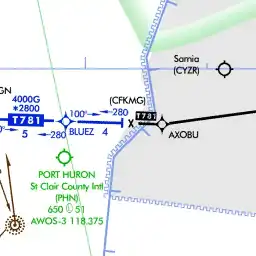 GN
4000G
*2800
T781
5
280
100°
280
BLUEZ
4
(CFKMG)
X
T781
AXOBU
Sarnia
(CYZR)
PORT HURON
St Clair County Intl
(PHN)
650 51
AWOS-3 118.375